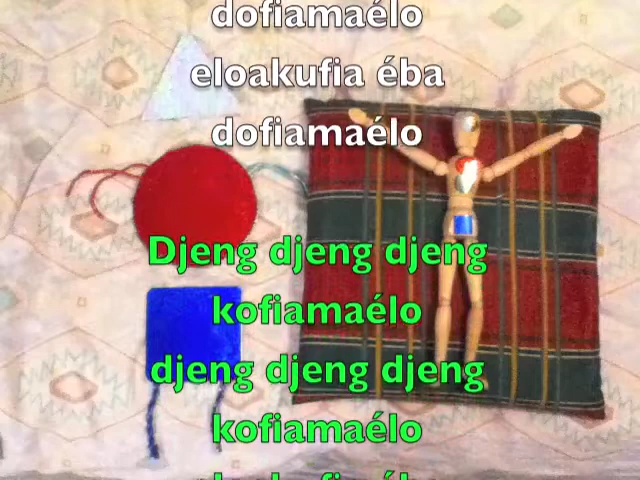 dofiamaélo
eloakufia éba
dofiamaélo
Djeng djeng djeng
kofiamaélo
djeng djeng djeng
kofiamaélo